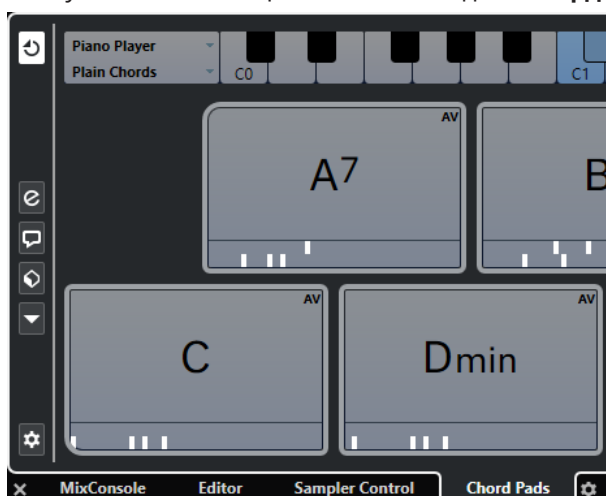 Piano Player
Plain Chords
C0
C1
AV
A7
B
AV
C
AV
Dmin
MixConsole Editor Sampler Control Chord Pads